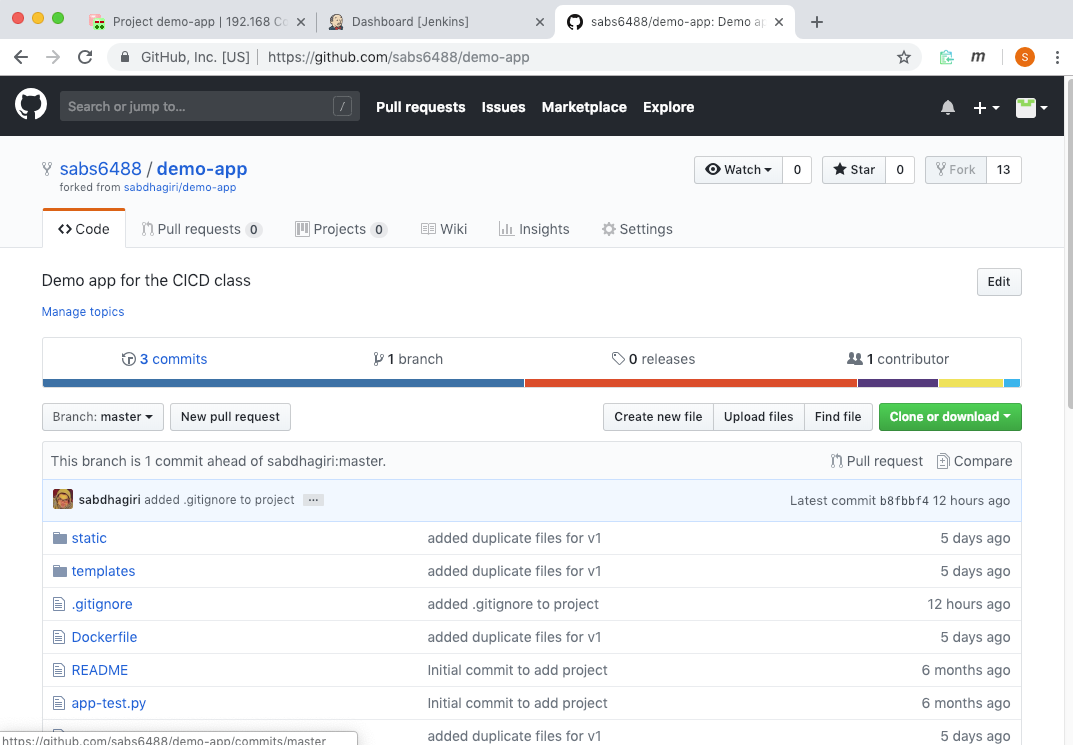 Project demo-app | 192.168 Co
Dashboard [Jenkins]
sabs6488/demo-app: Demo ap
GitHub, Inc. [US] https://github.com/sabs6488/demo-app
m
S
Search or jump to... /
Pull requests Issues Marketplace Explore
sabs6488 / demo-app
forked from sabdhagiri/demo-app
Watch 0
Star 0
Fork 13
Code
Pull requests 0
Projects 0
Wiki
Insights
Settings
Demo app for the CICD class
Edit
Manage topics
3 commits
1 branch
0 releases
1 contributor
Branch: master
New pull request
Create new file
Upload files
Find file
Clone or download
This branch is 1 commit ahead of sabdhagiri:master.
Pull request
Compare
sabdhagiri added .gitignore to project ...
Latest commit b8fbbf4 12 hours ago
static added duplicate files for v1 5 days ago
templates added duplicate files for v1 5 days ago
.gitignore added .gitignore to project 12 hours ago
Dockerfile added duplicate files for v1 5 days ago
README Initial commit to add project 6 months ago
app-test.py Initial commit to add project 6 months ago
added duplicate files for v1 5 days ago
https://github.com/sabs6488/demo-app/commits/master